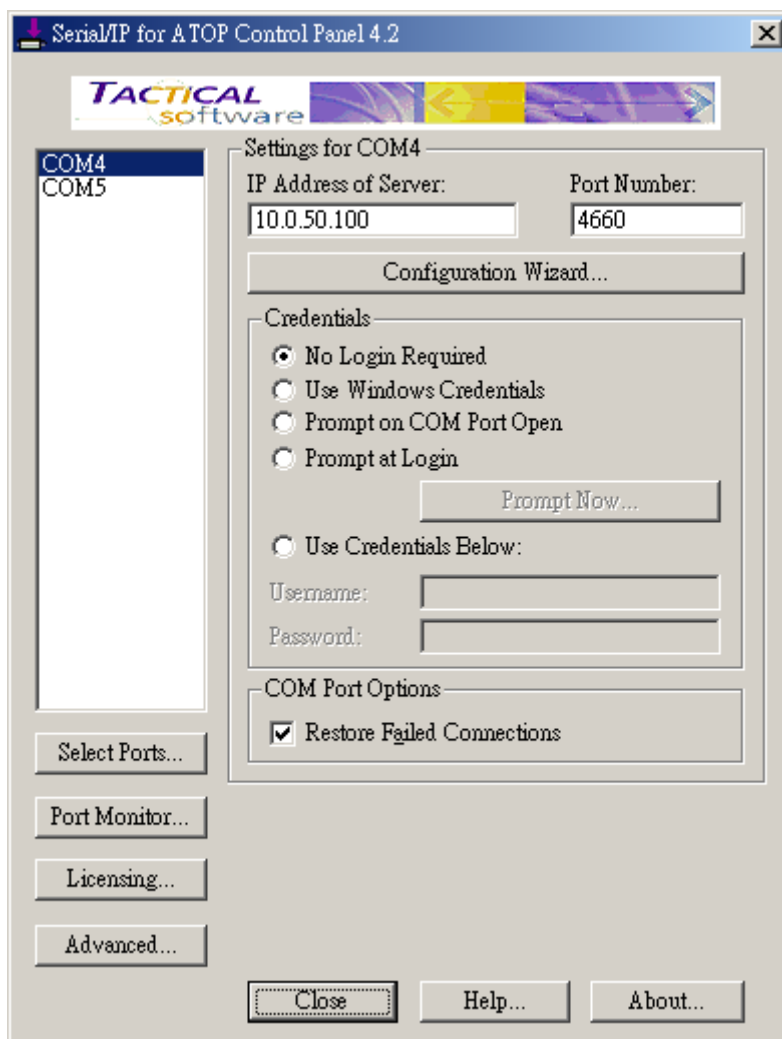 Serial/IP for ATOP Control Panel 4.2
TACTICAL
software
COM4
COM5
Settings for COM4
IP Address of Server:
Port Number:
10.0.50.100
4660
Configuration Wizard...
Credentials
No Login Required
Use Windows Credentials
Prompt on COM Port Open
Prompt at Login
Prompt Now...
Use Credentials Below:
Username:
Password:
COM Port Options
Restore Failed Connections
Select Ports...
Port Monitor...
Licensing...
Advanced...
Close
Help...
About...